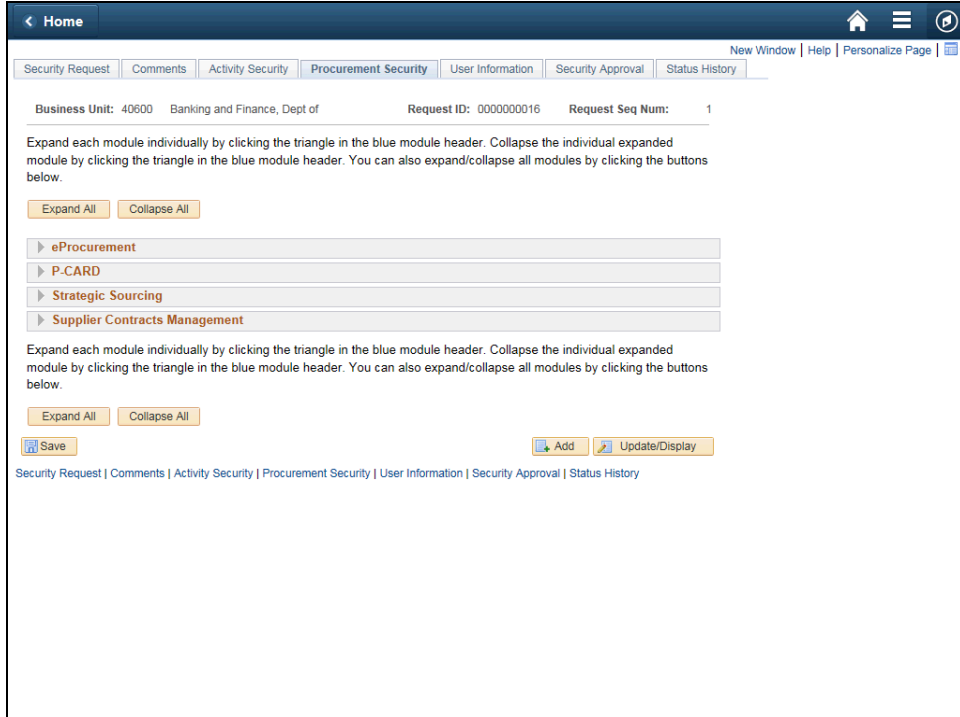 Home
New Window | Help | Personalize Page |
Security Request Comments Activity Security Procurement Security User Information Security Approval Status History
Business Unit: 40600 Banking and Finance, Dept of Request ID: 0000000016 Request Seq Num: 1
Expand each module individually by clicking the triangle in the blue module header. Collapse the individual expanded
module by clicking the triangle in the blue module header. You can also expand/collapse all modules by clicking the buttons
below.
Expand All Collapse All
eProcurement
P-CARD
Strategic Sourcing
Supplier Contracts Management
Expand each module individually by clicking the triangle in the blue module header. Collapse the individual expanded
module by clicking the triangle in the blue module header. You can also expand/collapse all modules by clicking the buttons
below.
Expand All Collapse All
Save Add Update/Display
Security Request | Comments | Activity Security | Procurement Security | User Information | Security Approval | Status History